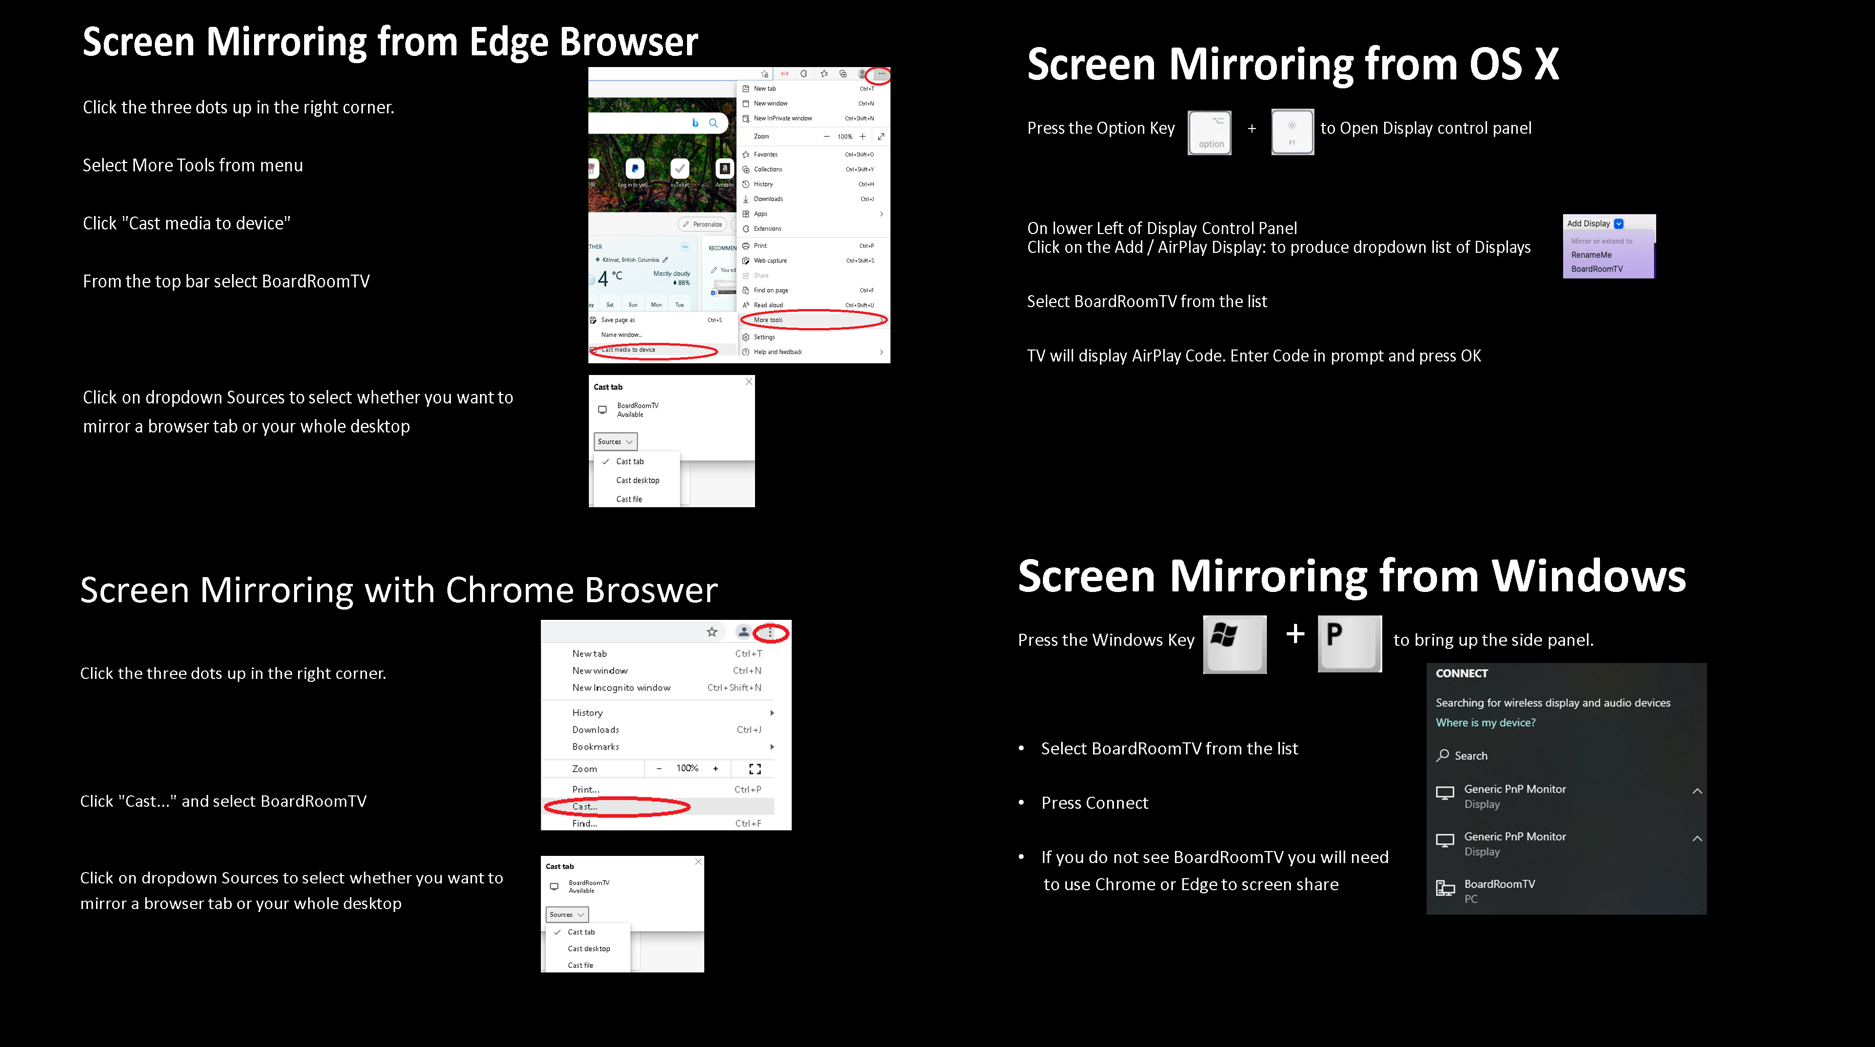 Screen Mirroring from Edge Browser
Click the three dots up in the right corner.
Select More Tools from menu
Click "Cast media to device"
From the top bar select BoardRoomTV
Click on dropdown Sources to select whether you want to
mirror a browser tab or your whole desktop
New tab Ctrl+T
New window Ctrl+N
New InPrivate window Ctrl+Shift+N
Zoom − 100% +
Favorites Ctrl+Shift+O
Collections Ctrl+Shift+Y
History Ctrl+H
Downloads Ctrl+J
Apps
Extensions
Print Ctrl+P
Web capture Ctrl+Shift+S
Share
Find on page Ctrl+F
Read aloud Ctrl+Shift+U
More tools
Settings
Help and feedback
Log in to you...
Amazon
Personalize
THER
RECOMMEN
Kitimat, British Columbia
4 °C
Mostly cloudy
88%
You ed
ay Sat Sun Mon Tue
Save page as Ctrl+S
Name window...
Cast media to device
Cast tab
BoardRoomTV
Available
Sources
Cast tab
Cast desktop
Cast file
Screen Mirroring from OS X
Press the Option Key option + F1 to Open Display control panel
On lower Left of Display Control Panel
Click on the Add / AirPlay Display: to produce dropdown list of Displays
Select BoardRoomTV from the list
TV will display AirPlay Code. Enter Code in prompt and press OK
Add Display
Mirror or extend to
RenameMe
BoardRoomTV
Screen Mirroring with Chrome Broswer
Click the three dots up in the right corner.
Click "Cast..." and select BoardRoomTV
Click on dropdown Sources to select whether you want to
mirror a browser tab or your whole desktop
New tab Ctrl+T
New window Ctrl+N
New Incognito window Ctrl+Shift+N
History
Downloads Ctrl+J
Bookmarks
Zoom − 100% +
Print... Ctrl+P
Cast...
Find... Ctrl+F
Cast tab
BoardRoomTV
Available
Sources
Cast tab
Cast desktop
Cast file
Screen Mirroring from Windows
Press the Windows Key + P to bring up the side panel.
• Select BoardRoomTV from the list
• Press Connect
• If you do not see BoardRoomTV you will need
to use Chrome or Edge to screen share
CONNECT
Searching for wireless display and audio devices
Where is my device?
Search
Generic PnP Monitor
Display
Generic PnP Monitor
Display
BoardRoomTV
PC